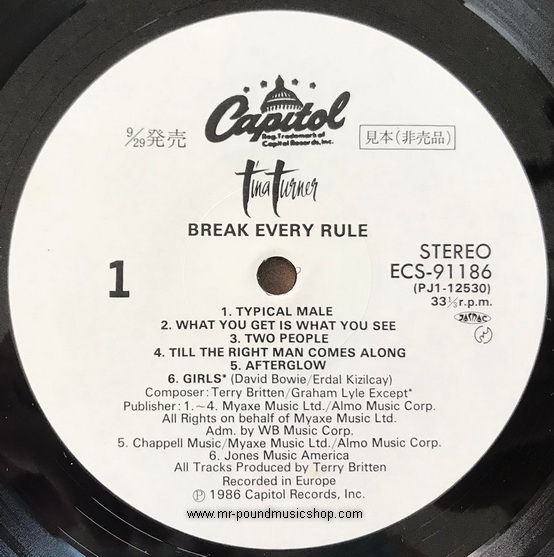 Capitol
Reg. Trademark of
Capitol Records, Inc.
9/29発売
見本(非売品)
Tina Turner
BREAK EVERY RULE
STEREO
ECS-91186
(PJ1-12530)
33⅓r.p.m.
JASRAC
1
1. TYPICAL MALE
2. WHAT YOU GET IS WHAT YOU SEE
3. TWO PEOPLE
4. TILL THE RIGHT MAN COMES ALONG
5. AFTERGLOW
6. GIRLS* (David Bowie/Erdal Kizilcay)
Composer: Terry Britten/Graham Lyle Except*
Publisher: 1.～4. Myaxe Music Ltd./Almo Music Corp.
All Rights on behalf of Myaxe Music Ltd.
Adm. by WB Music Corp.
5. Chappell Music/Myaxe Music Ltd./Almo Music Corp.
6. Jones Music America
All Tracks Produced by Terry Britten
Recorded in Europe
Ⓟ 1986 Capitol Records, Inc.
www.mr-poundmusicshop.com